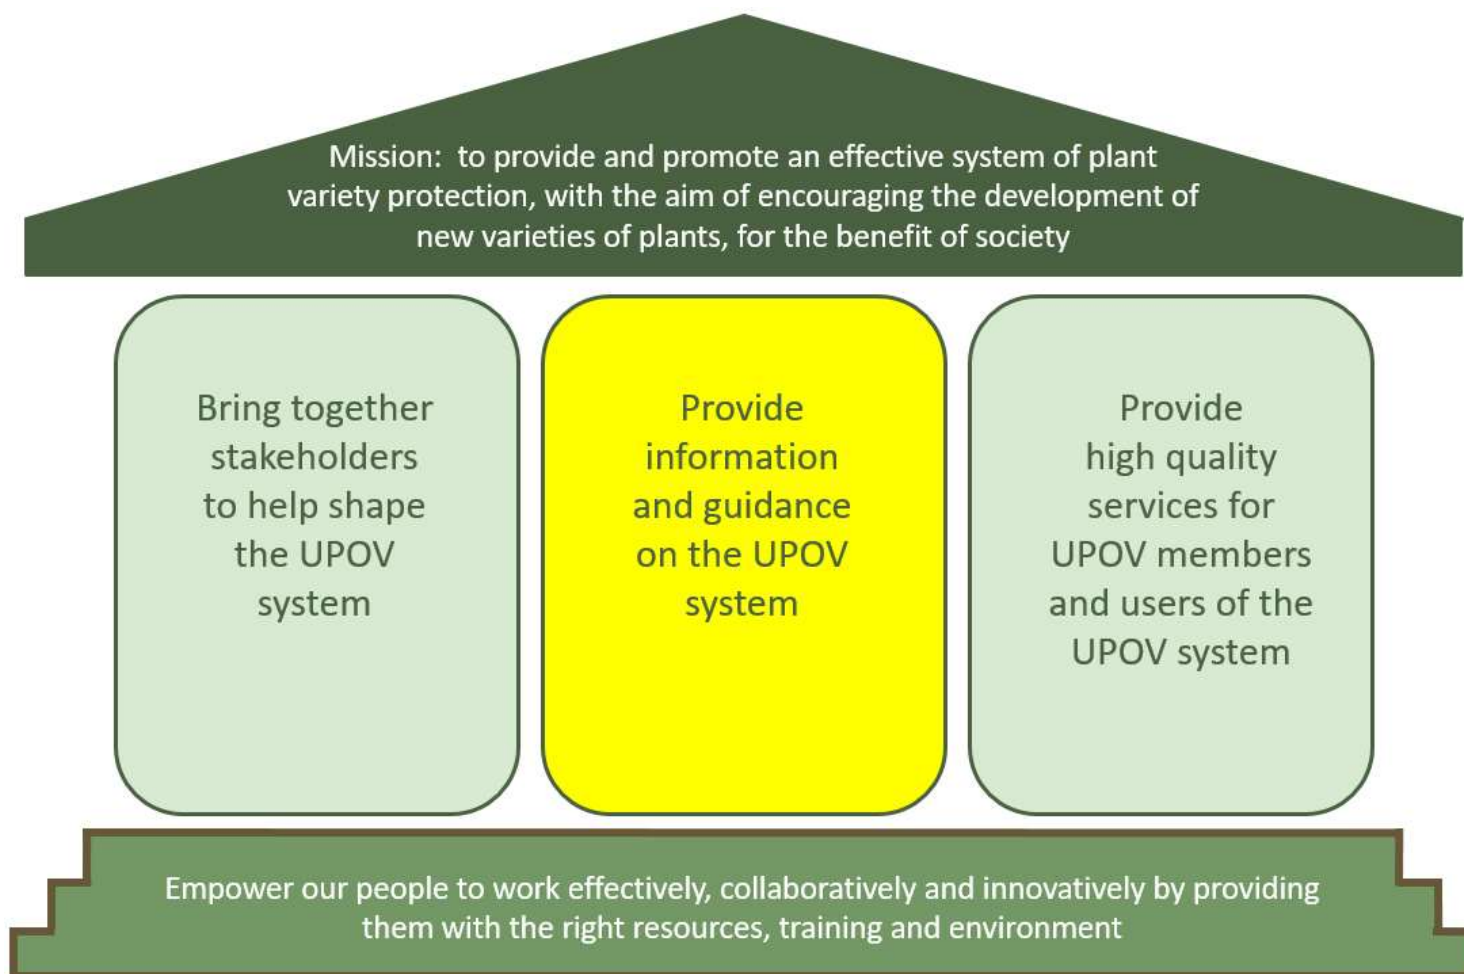 Mission:  to provide and promote an effective system of plant
variety protection, with the aim of encouraging the development of
new varieties of plants, for the benefit of society
Bring together
stakeholders
to help shape
the UPOV
system
Provide
information
and guidance
on the UPOV
system
Provide
high quality
services for
UPOV members
and users of the
UPOV system
Empower our people to work effectively, collaboratively and innovatively by providing
them with the right resources, training and environment